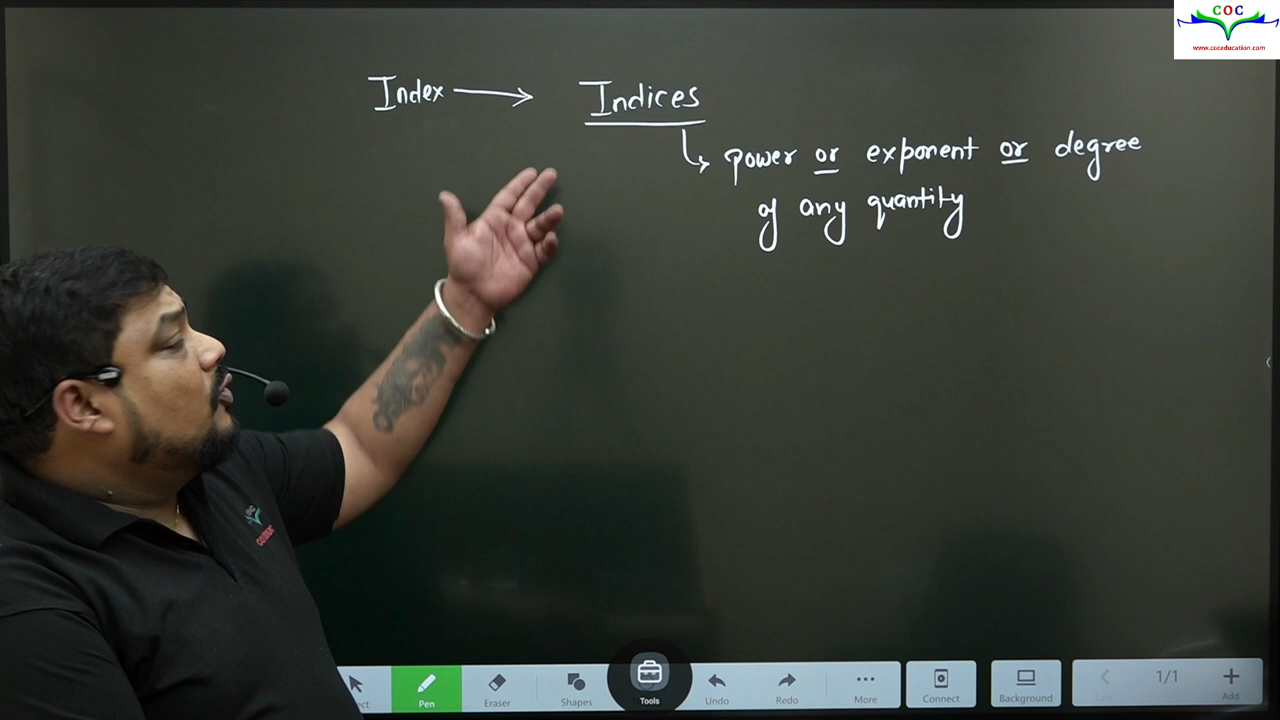 COC
www.coceducation.com
Index → Indices
↳ power or exponent or degree
of any quantity
COC
Pen
Eraser
Shapes
Tools
Undo
Redo
More
Connect
Background
1/1
Add